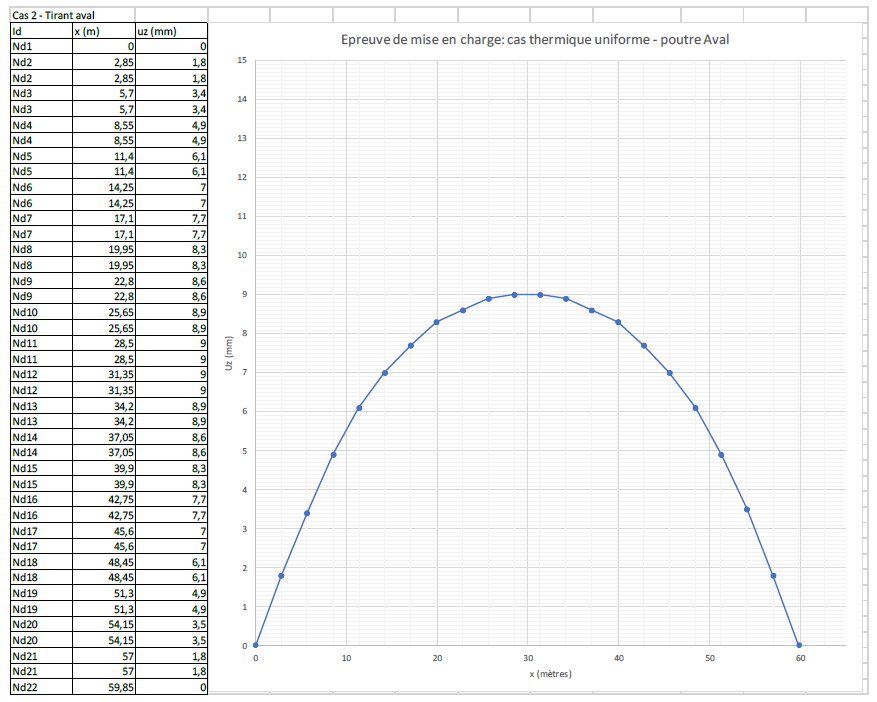 Cas 2 - Tirant aval
Id x (m) uz (mm)
Nd1 0 0
Nd2 2,85 1,8
Nd2 2,85 1,8
Nd3 5,7 3,4
Nd3 5,7 3,4
Nd4 8,55 4,9
Nd4 8,55 4,9
Nd5 11,4 6,1
Nd5 11,4 6,1
Nd6 14,25 7
Nd6 14,25 7
Nd7 17,1 7,7
Nd7 17,1 7,7
Nd8 19,95 8,3
Nd8 19,95 8,3
Nd9 22,8 8,6
Nd9 22,8 8,6
Nd10 25,65 8,9
Nd10 25,65 8,9
Nd11 28,5 9
Nd11 28,5 9
Nd12 31,35 9
Nd12 31,35 9
Nd13 34,2 8,9
Nd13 34,2 8,9
Nd14 37,05 8,6
Nd14 37,05 8,6
Nd15 39,9 8,3
Nd15 39,9 8,3
Nd16 42,75 7,7
Nd16 42,75 7,7
Nd17 45,6 7
Nd17 45,6 7
Nd18 48,45 6,1
Nd18 48,45 6,1
Nd19 51,3 4,9
Nd19 51,3 4,9
Nd20 54,15 3,5
Nd20 54,15 3,5
Nd21 57 1,8
Nd21 57 1,8
Nd22 59,85 0
Epreuve de mise en charge: cas thermique uniforme - poutre Aval
15
14
13
12
11
10
9
8
7
6
5
4
3
2
1
0
Uz (mm)
0 10 20 30 40 50 60
x (mètres)